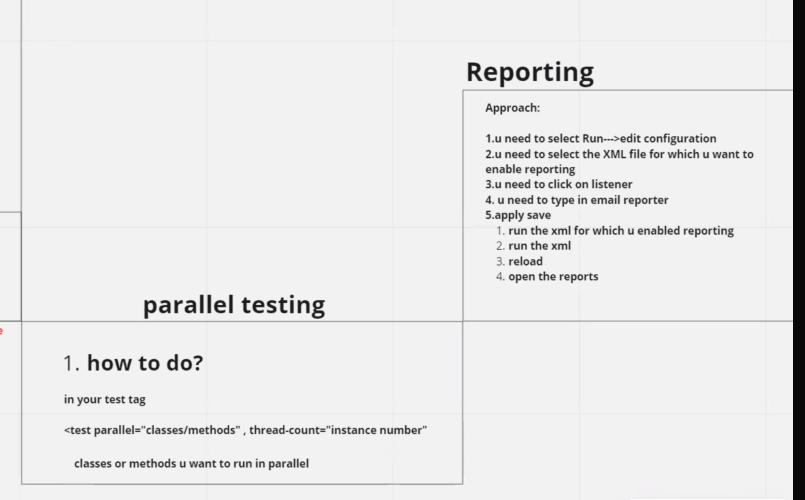 Reporting
Approach:
1.u need to select Run--->edit configuration
2.u need to select the XML file for which u want to
enable reporting
3.u need to click on listener
4. u need to type in email reporter
5.apply save
1. run the xml for which u enabled reporting
2. run the xml
3. reload
4. open the reports
parallel testing
e
1. how to do?
in your test tag
<test parallel="classes/methods" , thread-count="instance number"
classes or methods u want to run in parallel